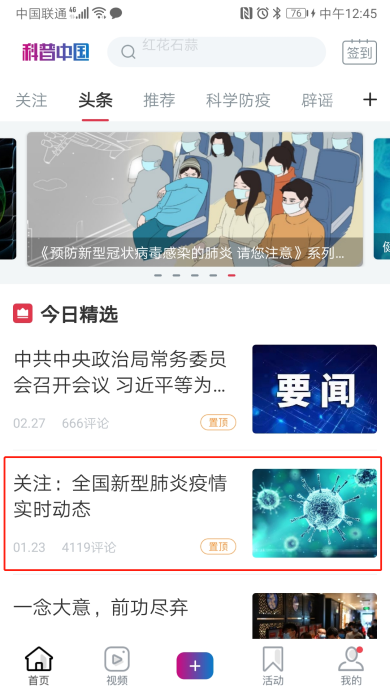 中国联通 4G 76 中午12:45
科普中国 红花石蒜 签到
关注 头条 推荐 科学防疫 辟谣 +
《预防新型冠状病毒感染的肺炎 请您注意》系列...
今日精选
中共中央政治局常务委员
会召开会议 习近平等为...
02.27 666评论 置顶
要闻
关注：全国新型肺炎疫情
实时动态
01.23 4119评论 置顶
一念大意，前功尽弃
首页 视频 + 活动 我的